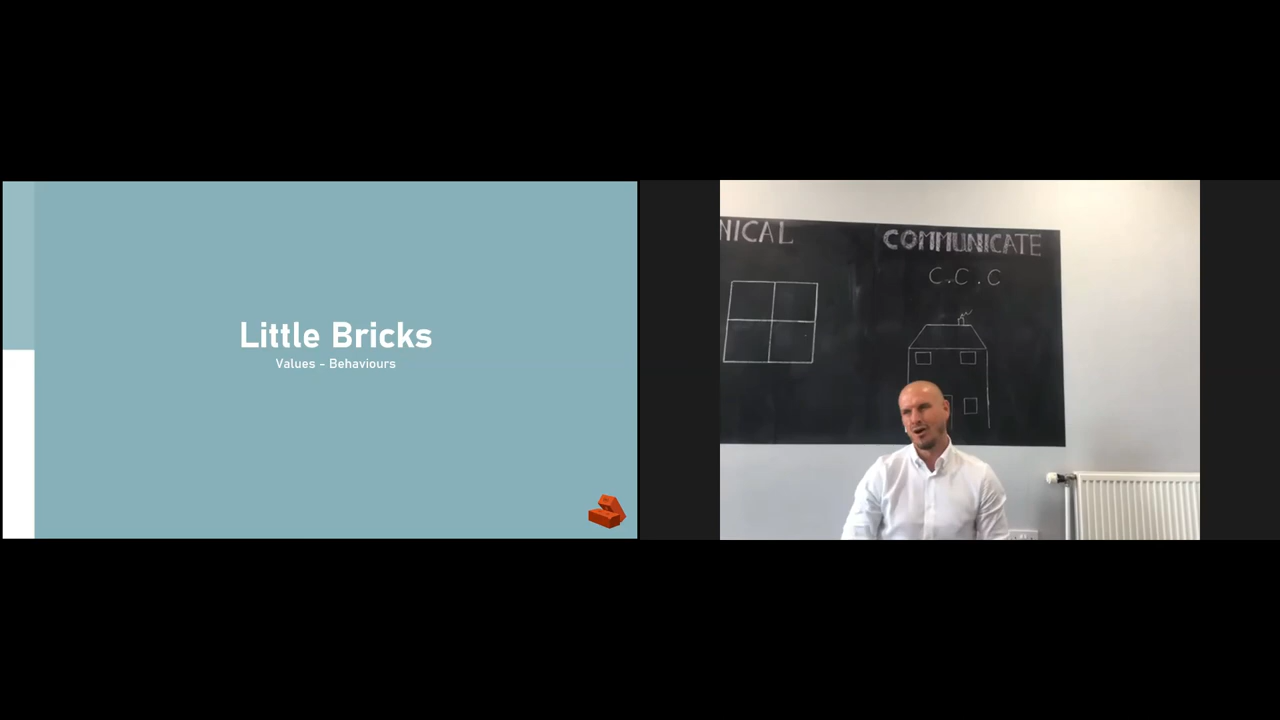 Little Bricks
Values - Behaviours
NICAL
COMMUNICATE
C.C.C